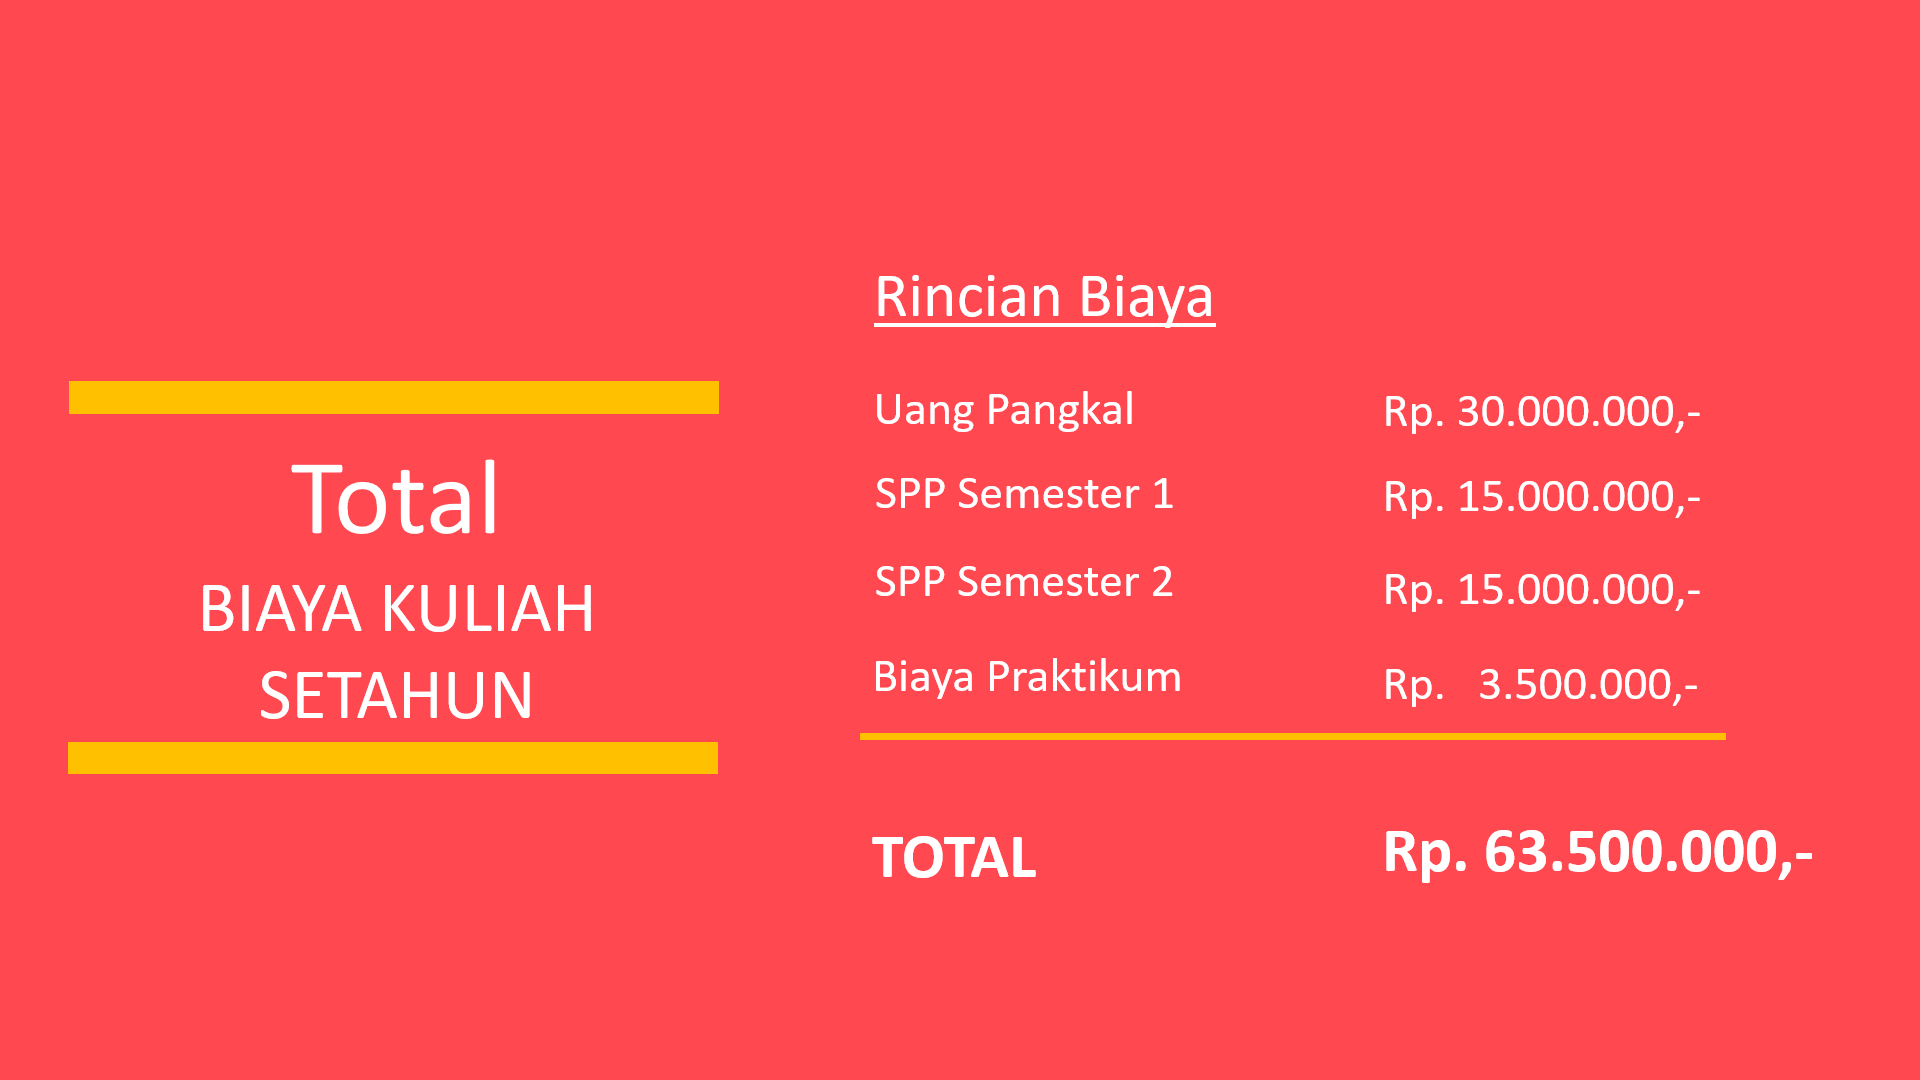 Total
BIAYA KULIAH
SETAHUN
Rincian Biaya
Uang Pangkal Rp. 30.000.000,-
SPP Semester 1 Rp. 15.000.000,-
SPP Semester 2 Rp. 15.000.000,-
Biaya Praktikum Rp. 3.500.000,-
TOTAL Rp. 63.500.000,-